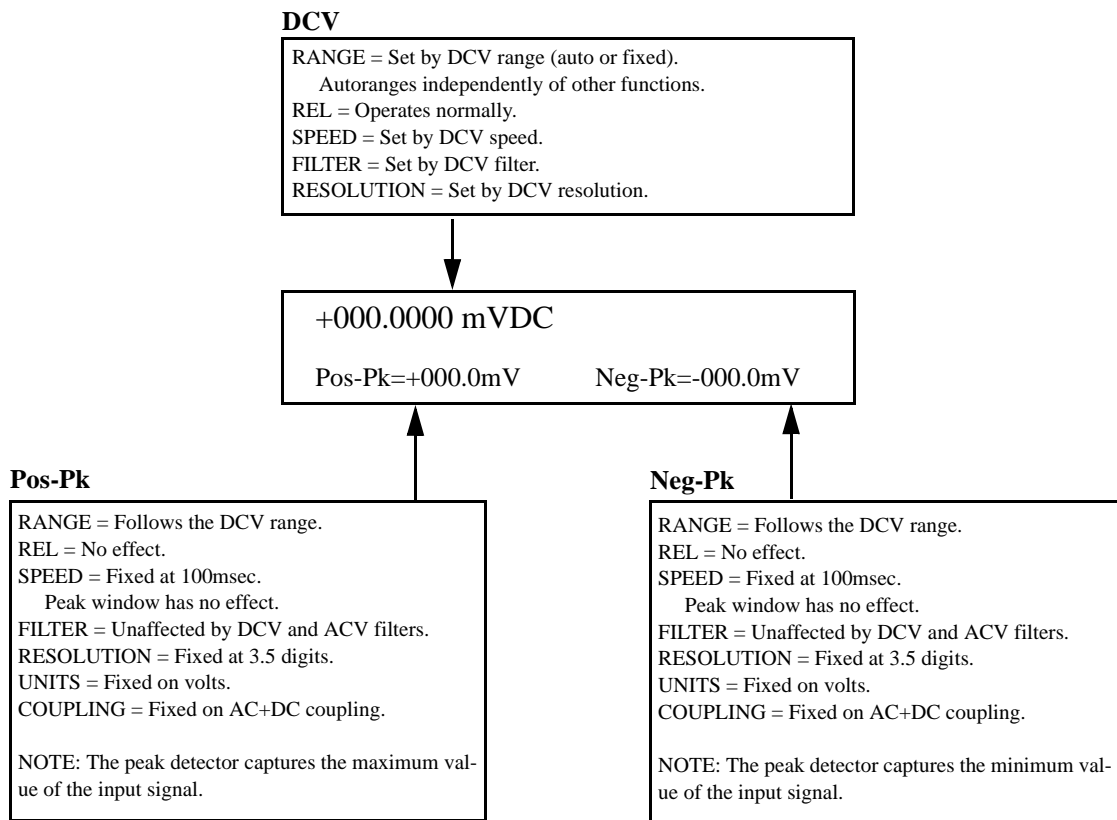 DCV
RANGE = Set by DCV range (auto or fixed).
Autoranges independently of other functions.
REL = Operates normally.
SPEED = Set by DCV speed.
FILTER = Set by DCV filter.
RESOLUTION = Set by DCV resolution.
+000.0000 mVDC
Pos-Pk=+000.0mV Neg-Pk=-000.0mV
Pos-Pk
RANGE = Follows the DCV range.
REL = No effect.
SPEED = Fixed at 100msec.
Peak window has no effect.
FILTER = Unaffected by DCV and ACV filters.
RESOLUTION = Fixed at 3.5 digits.
UNITS = Fixed on volts.
COUPLING = Fixed on AC+DC coupling.
NOTE: The peak detector captures the maximum val-
ue of the input signal.
Neg-Pk
RANGE = Follows the DCV range.
REL = No effect.
SPEED = Fixed at 100msec.
Peak window has no effect.
FILTER = Unaffected by DCV and ACV filters.
RESOLUTION = Fixed at 3.5 digits.
UNITS = Fixed on volts.
COUPLING = Fixed on AC+DC coupling.
NOTE: The peak detector captures the minimum val-
ue of the input signal.